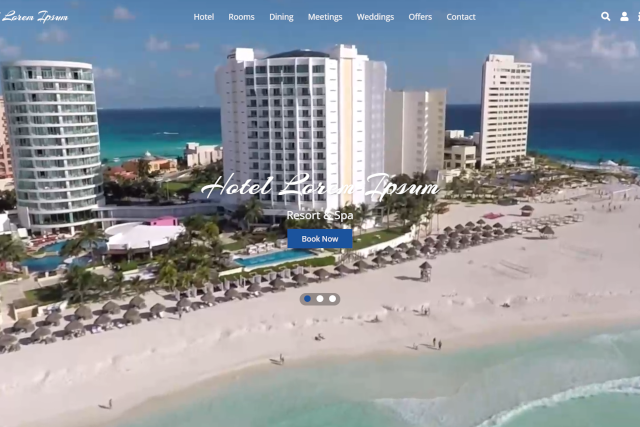 Lorem Ipsum
Hotel Rooms Dining Meetings Weddings Offers Contact
Hotel Lorem Ipsum
Resort & Spa
Book Now